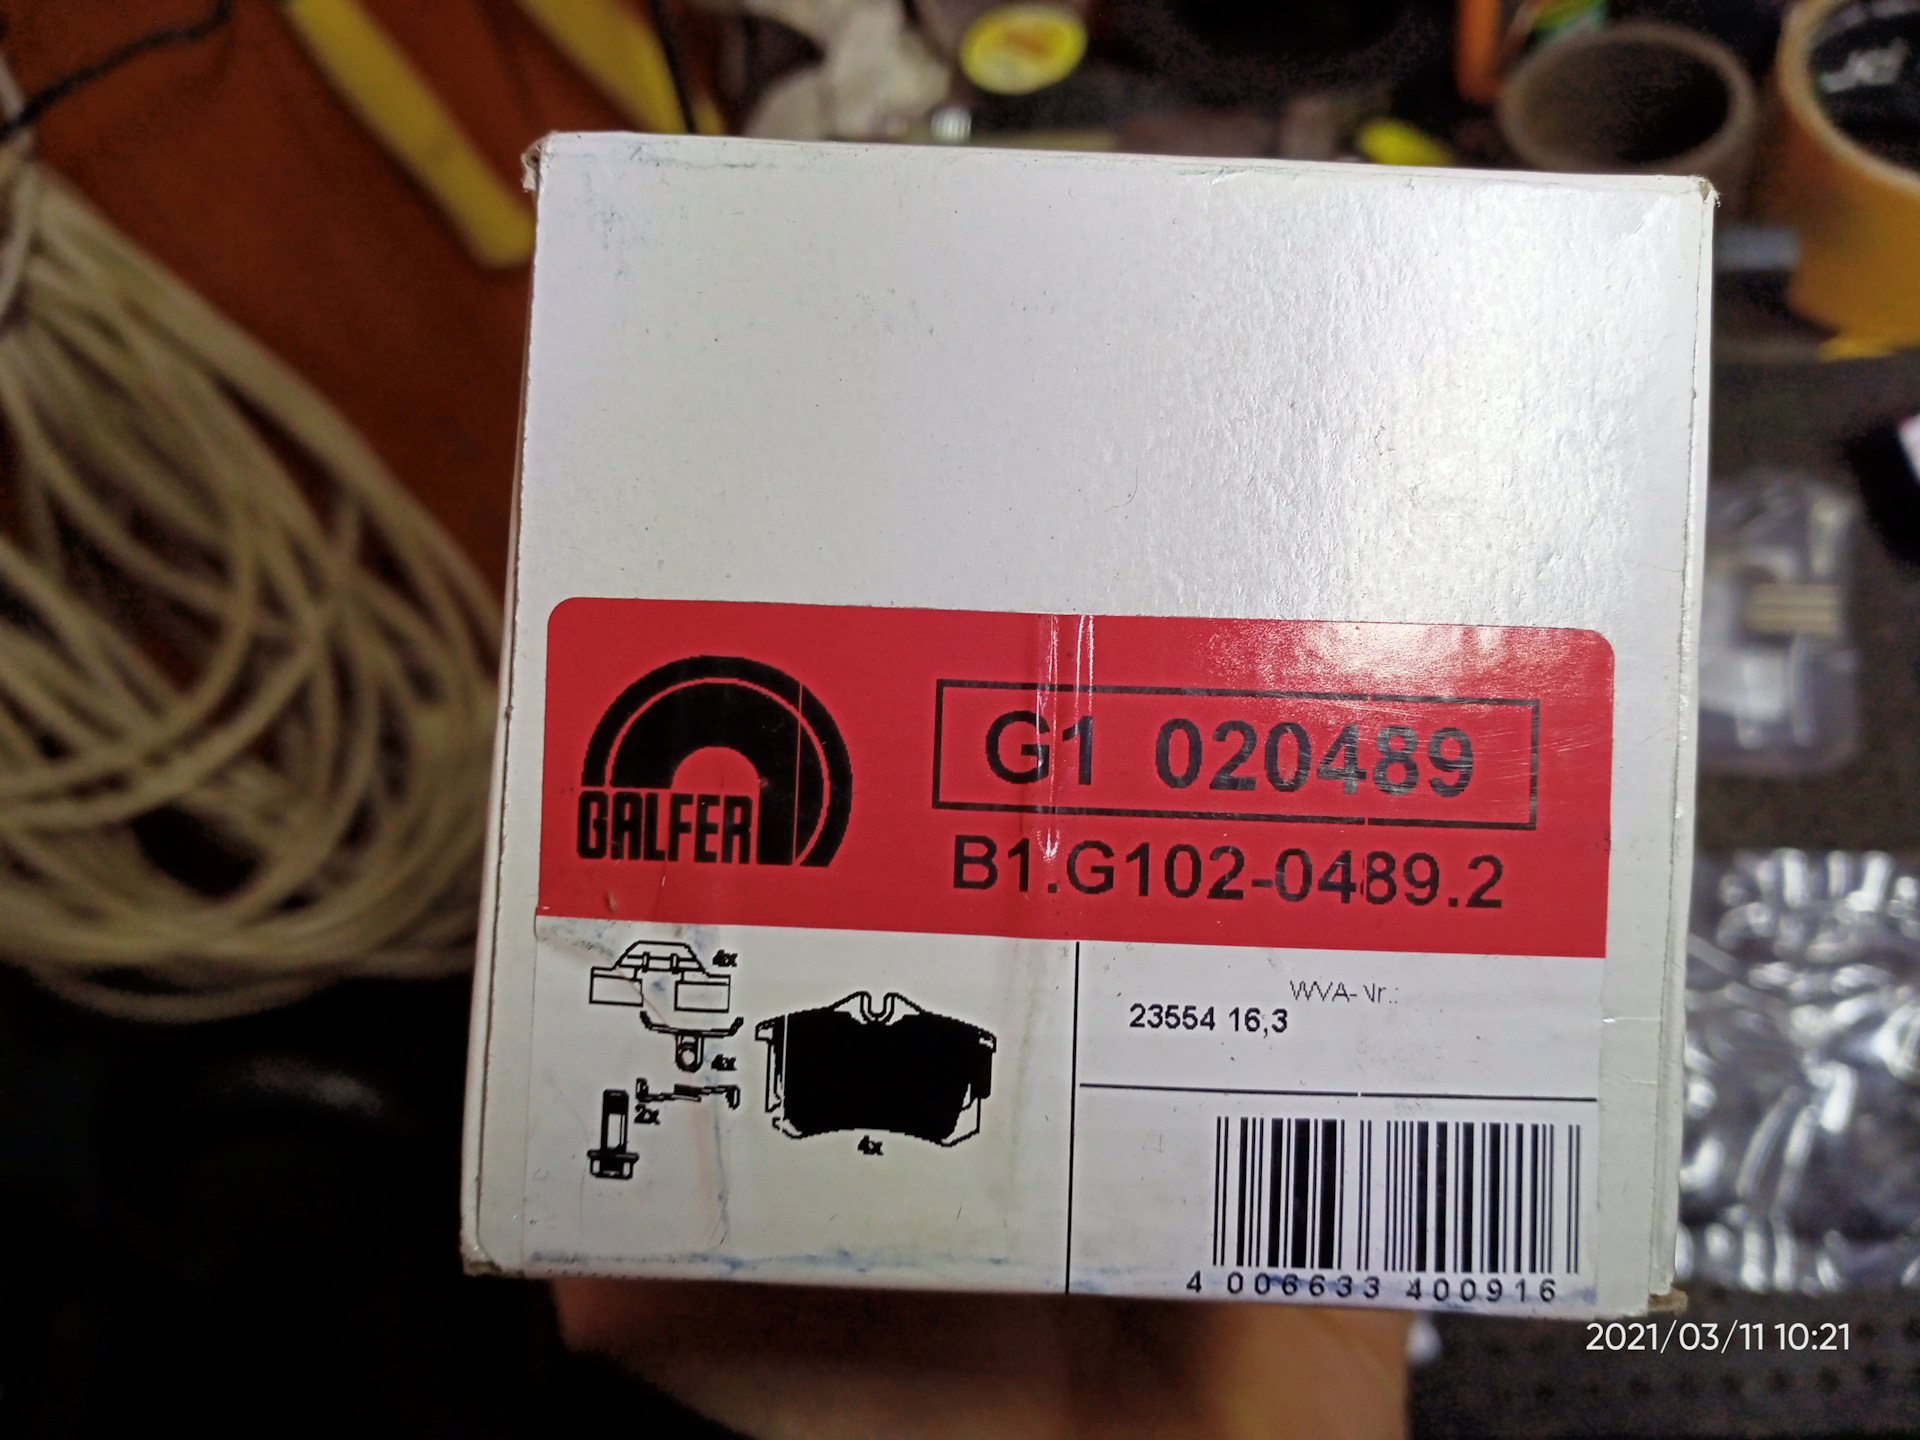 GALFER
G1 020489
B1.G102-0489.2
4x
4x
2x
4x
WVA-Nr.:
23554 16,3
4 006633 400916
2021/03/11 10:21